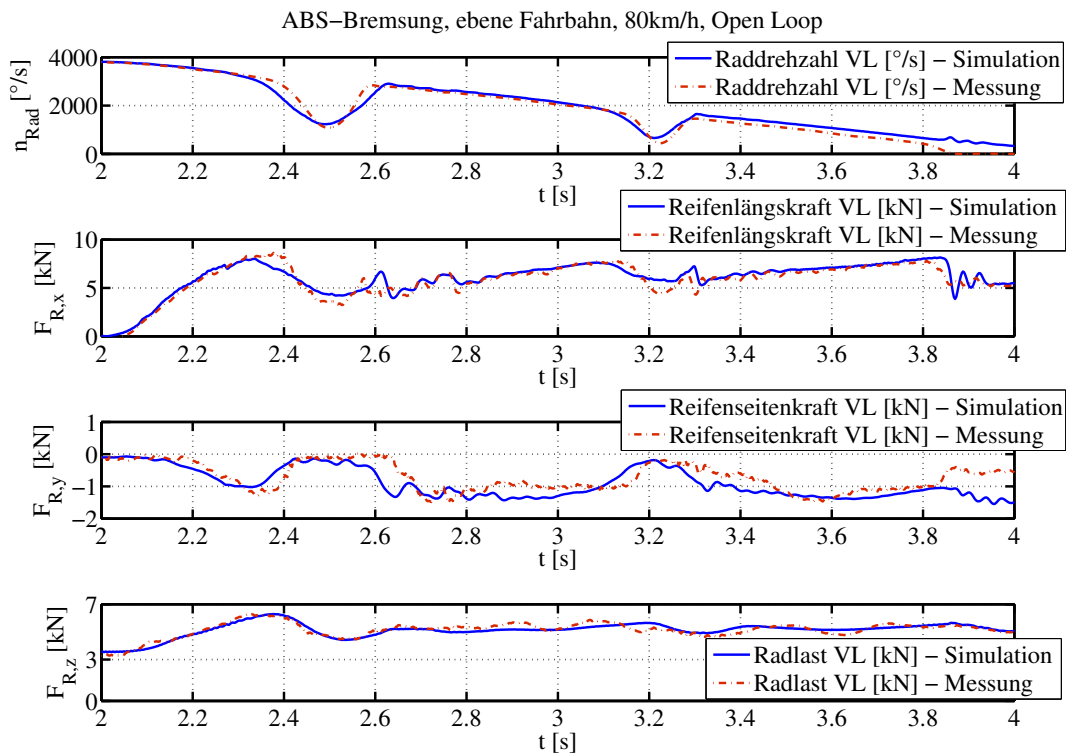 ABS−Bremsung, ebene Fahrbahn, 80km/h, Open Loop
Raddrehzahl VL [°/s] − Simulation
Raddrehzahl VL [°/s] − Messung
n_Rad [°/s]
4000
2000
0
2 2.2 2.4 2.6 2.8 3 3.2 3.4 3.6 3.8 4
t [s]
Reifenlängskraft VL [kN] − Simulation
Reifenlängskraft VL [kN] − Messung
F_R,x [kN]
10
5
0
2 2.2 2.4 2.6 2.8 3 3.2 3.4 3.6 3.8 4
t [s]
Reifenseitenkraft VL [kN] − Simulation
Reifenseitenkraft VL [kN] − Messung
F_R,y [kN]
1
0
−1
−2
2 2.2 2.4 2.6 2.8 3 3.2 3.4 3.6 3.8 4
t [s]
F_R,z [kN]
7
3
0
Radlast VL [kN] − Simulation
Radlast VL [kN] − Messung
2 2.2 2.4 2.6 2.8 3 3.2 3.4 3.6 3.8 4
t [s]